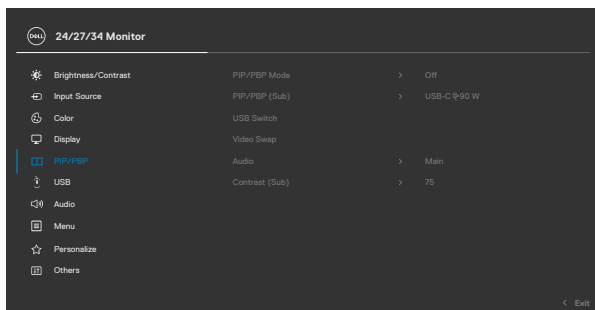 DELL 24/27/34 Monitor
Brightness/Contrast PIP/PBP Mode > Off
Input Source PIP/PBP (Sub) > USB-C 90 W
Color USB Switch
Display Video Swap
PIP/PBP Audio > Main
USB Contrast (Sub) > 75
Audio
Menu
Personalize
Others
< Exit